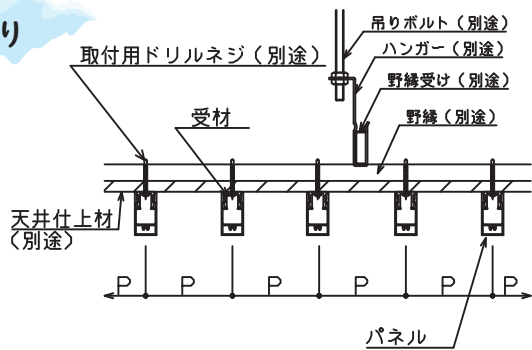 り
吊りボルト（別途）
取付用ドリルネジ（別途）
ハンガー（別途）
野縁受け（別途）
受材
野縁（別途）
天井仕上材
（別途）
P P P P P P
パネル